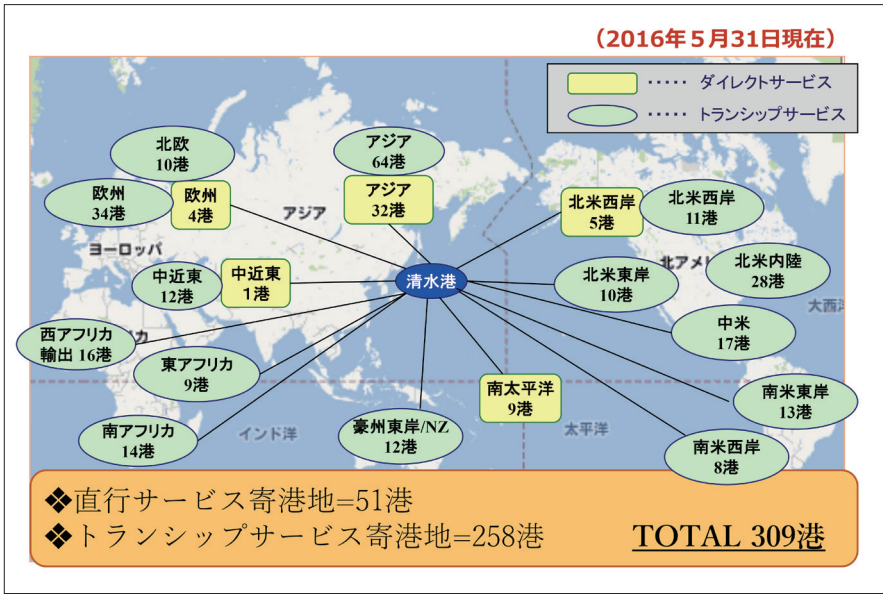 （2016年５月31日現在）
‥‥‥ ダイレクトサービス
‥‥‥ トランシップサービス
北欧
10港
アジア
64港
欧州
34港
欧州
4港
アジア
アジア
32港
北米西岸
5港
北米西岸
11港
ヨーロッパ
中近東
12港
中近東
1港
清水港
北米東岸
10港
北アメ
北米内陸
28港
大西洋
西アフリカ
輸出 16港
カ
中米
17港
東アフリカ
9港
南太平洋
9港
南米東岸
13港
南アフリカ
14港
インド洋
豪州東岸/NZ
12港
太平洋
南米西岸
8港
❖直行サービス寄港地=51港
❖トランシップサービス寄港地=258港
TOTAL 309港